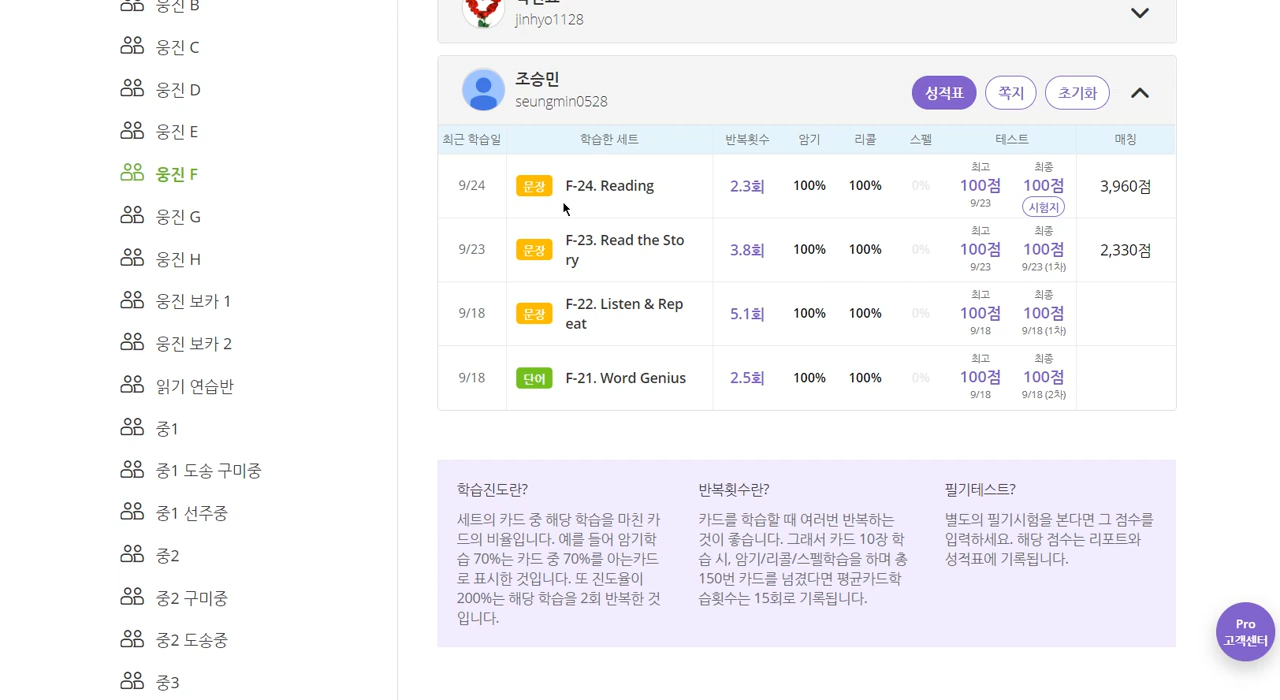 웅진 B
웅진 C
웅진 D
웅진 E
웅진 F
웅진 G
웅진 H
웅진 보카 1
웅진 보카 2
읽기 연습반
중1
중1 도송 구미중
중1 선주중
중2
중2 구미중
중2 도송중
중3
jinhyo1128
조승민
seungmin0528
성적표 쪽지 초기화
최근 학습일 학습한 세트 반복횟수 암기 리콜 스펠 테스트 매칭
최고 최종
9/24 문장 F-24. Reading 2.3회 100% 100% 0% 100점 100점 3,960점
9/23 시험지
최고 최종
9/23 문장 F-23. Read the Sto
ry 3.8회 100% 100% 0% 100점 100점 2,330점
9/23 9/23 (1차)
최고 최종
9/18 문장 F-22. Listen & Rep
eat 5.1회 100% 100% 0% 100점 100점
9/18 9/18 (1차)
최고 최종
9/18 단어 F-21. Word Genius 2.5회 100% 100% 0% 100점 100점
9/18 9/18 (2차)
학습진도란?
세트의 카드 중 해당 학습을 마친 카
드의 비율입니다. 예를 들어 암기학
습 70%는 카드 중 70%를 아는카드
로 표시한 것입니다. 또 진도율이
200%는 해당 학습을 2회 반복한 것
입니다.
반복횟수란?
카드를 학습할 때 여러번 반복하는
것이 좋습니다. 그래서 카드 10장 학
습 시, 암기/리콜/스펠학습을 하며 총
150번 카드를 넘겼다면 평균카드학
습횟수는 15회로 기록됩니다.
필기테스트?
별도의 필기시험을 본다면 그 점수를
입력하세요. 해당 점수는 리포트와
성적표에 기록됩니다.
Pro
고객센터